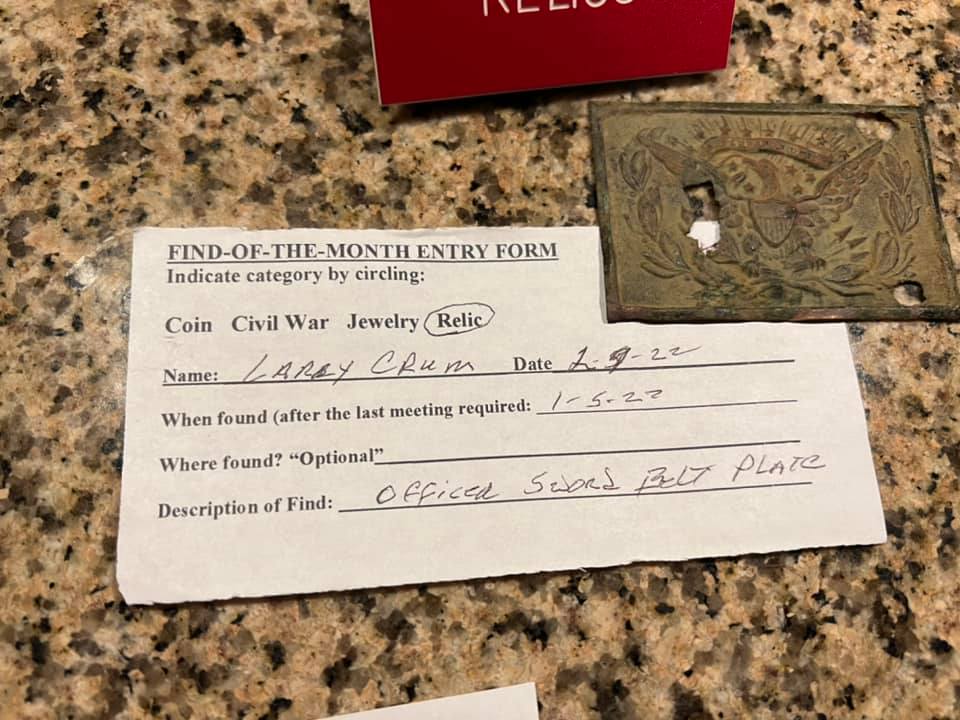 RELICS
FIND-OF-THE-MONTH ENTRY FORM
Indicate category by circling:
Coin Civil War Jewelry Relic
Name: LARRY CRUM Date 2-9-22
When found (after the last meeting required: 1-5-22
Where found? “Optional”
Description of Find: OFFICER SWORD BELT PLATE